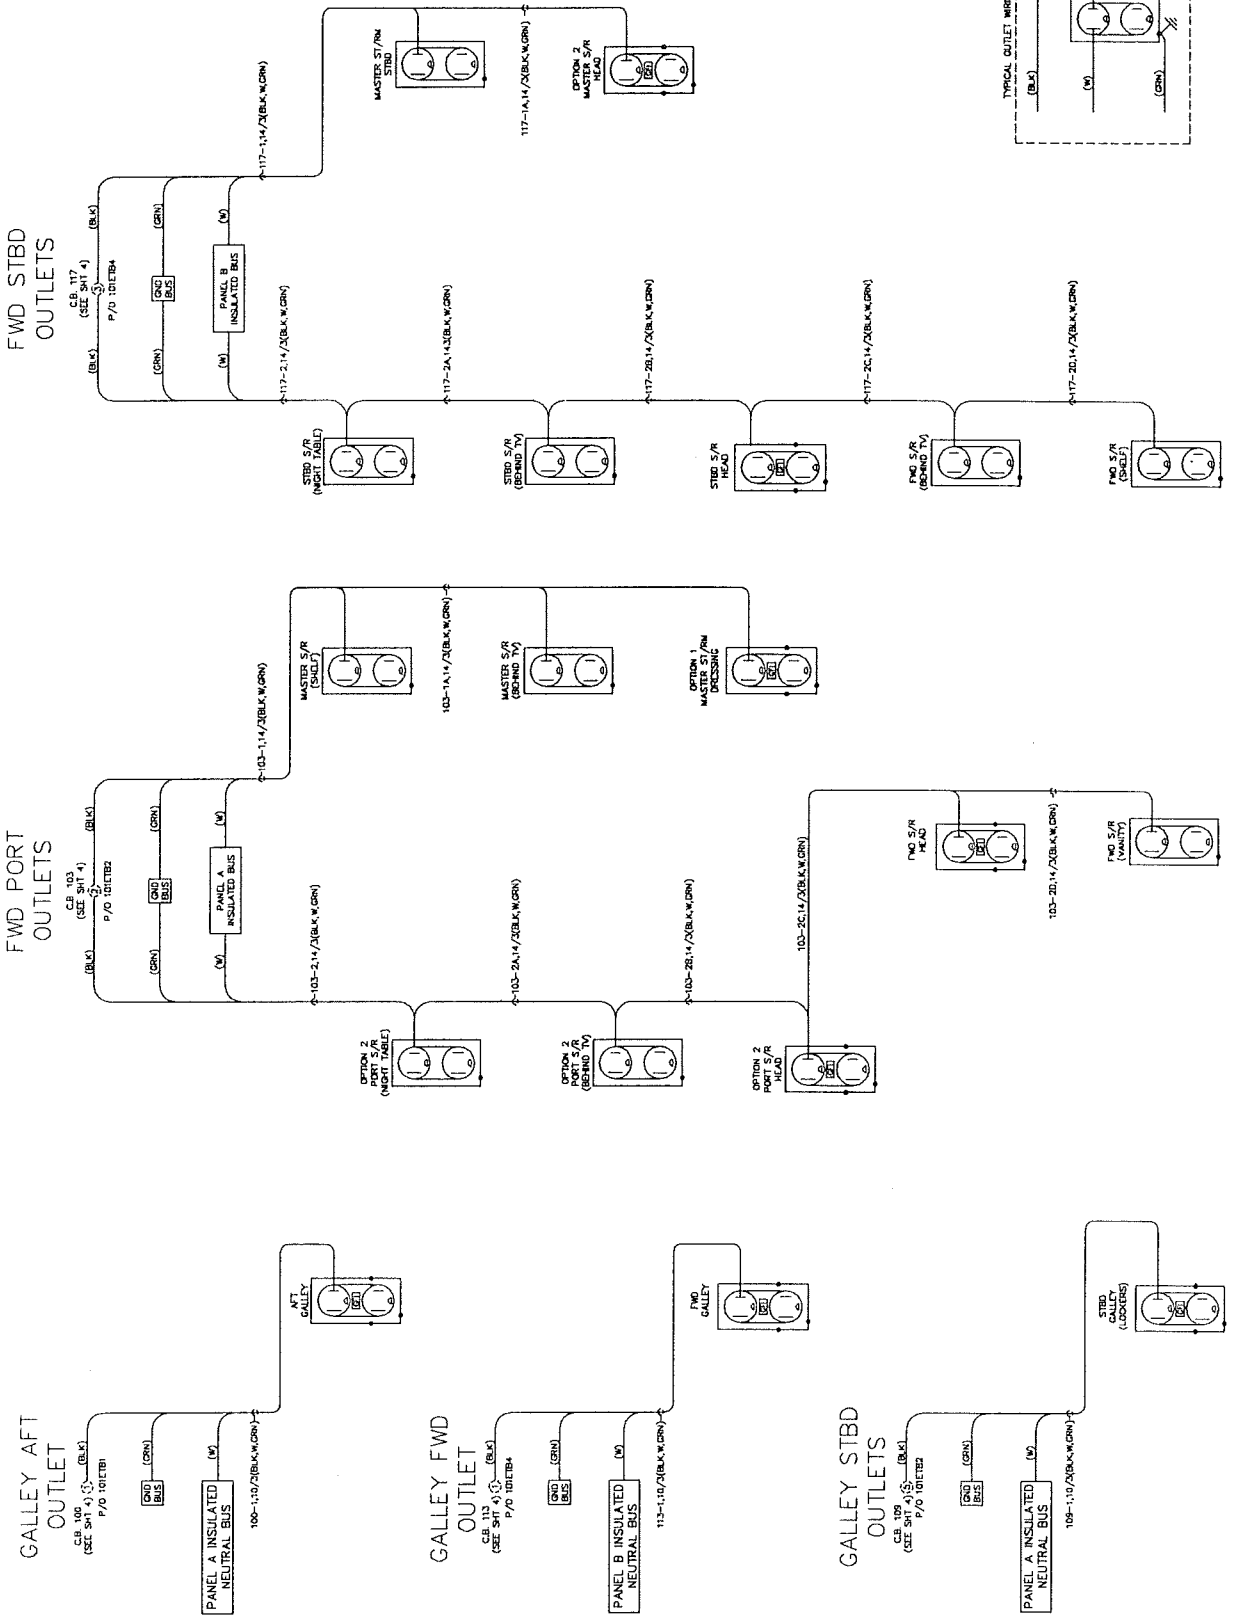 GALLEY AFT
OUTLET
C.B. 100
(SEE SHT 4)
1
P/O 101ETB1
(BLK)
GND
BUS
(GRN)
PANEL A INSULATED
NEUTRAL BUS
(W)
100-1,10/3(BLK,W,GRN)
AFT
GALLEY
GFI
GALLEY FWD
OUTLET
C.B. 113
(SEE SHT 4)
1
P/O 101ETB4
(BLK)
GND
BUS
(GRN)
PANEL B INSULATED
NEUTRAL BUS
(W)
113-1,10/3(BLK,W,GRN)
FWD
GALLEY
GFI
GALLEY STBD
OUTLETS
C.B. 109
(SEE SHT 4)
P/O 101ETB2
(BLK)
GND
BUS
(GRN)
PANEL A INSULATED
NEUTRAL BUS
(W)
109-1,10/3(BLK,W,GRN)
STBD
GALLEY
(LOCKERS)
GFI
FWD PORT
OUTLETS
C.B. 103
(SEE SHT 4)
2
P/O 101ETB2
(BLK)
(BLK)
(GRN)
GND
BUS
(GRN)
(W)
PANEL A
INSULATED BUS
(W)
103-2,14/3(BLK,W,GRN)
103-1,14/3(BLK,W,GRN)
OPTION 2
PORT S/R
(NIGHT TABLE)
103-2A,14/3(BLK,W,GRN)
OPTION 2
PORT S/R
(BEHIND TV)
103-2B,14/3(BLK,W,GRN)
OPTION 2
PORT S/R
HEAD
GFI
103-2C,14/3(BLK,W,GRN)
FWD S/R
HEAD
GFI
103-2D,14/3(BLK,W,GRN)
FWD S/R
(VANITY)
MASTER S/R
(SHELF)
103-1A,14/3(BLK,W,GRN)
MASTER S/R
(BEHIND TV)
OPTION 1
MASTER ST/RM
DRESSING
GFI
FWD STBD
OUTLETS
C.B. 117
(SEE SHT 4)
P/O 101ETB4
(BLK)
(BLK)
(GRN)
GND
BUS
(GRN)
(W)
PANEL B
INSULATED BUS
(W)
117-2,14/3(BLK,W,GRN)
117-1,14/3(BLK,W,GRN)
STBD S/R
(NIGHT TABLE)
117-2A,143(BLK,W,GRN)
STBD S/R
(BEHIND TV)
117-2B,14/3(BLK,W,GRN)
STBD S/R
HEAD
GFI
117-2C,14/3(BLK,W,GRN)
FWD S/R
(BEHIND TV)
117-2D,14/3(BLK,W,GRN)
FWD S/R
(SHELF)
MASTER ST/RM
STBD
117-1A,14/3(BLK,W,GRN)
OPTION 2
MASTER S/R
HEAD
GFI
TYPICAL OUTLET
(BLK)
(W)
(GRN)